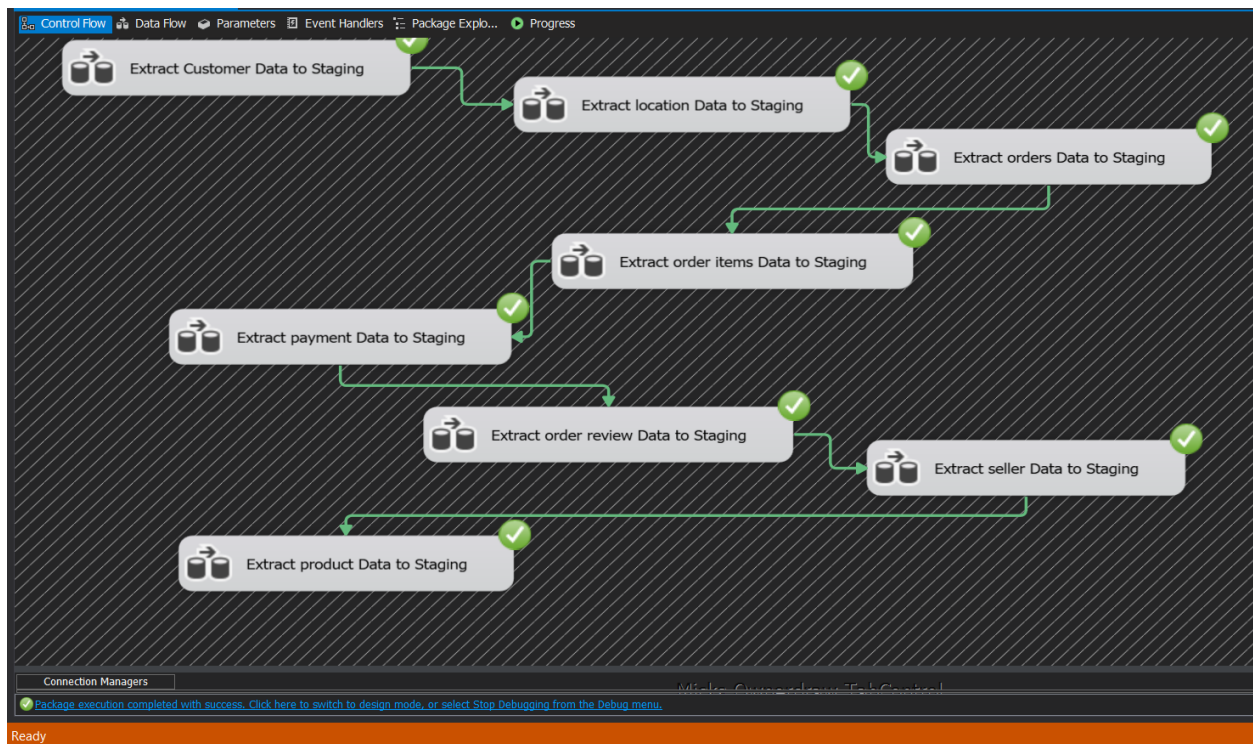 Control Flow Data Flow Parameters Event Handlers Package Explo... Progress
Extract Customer Data to Staging
Extract location Data to Staging
Extract orders Data to Staging
Extract order items Data to Staging
Extract payment Data to Staging
Extract order review Data to Staging
Extract seller Data to Staging
Extract product Data to Staging
Connection Managers
Package execution completed with success. Click here to switch to design mode, or select Stop Debugging from the Debug menu.
Ready